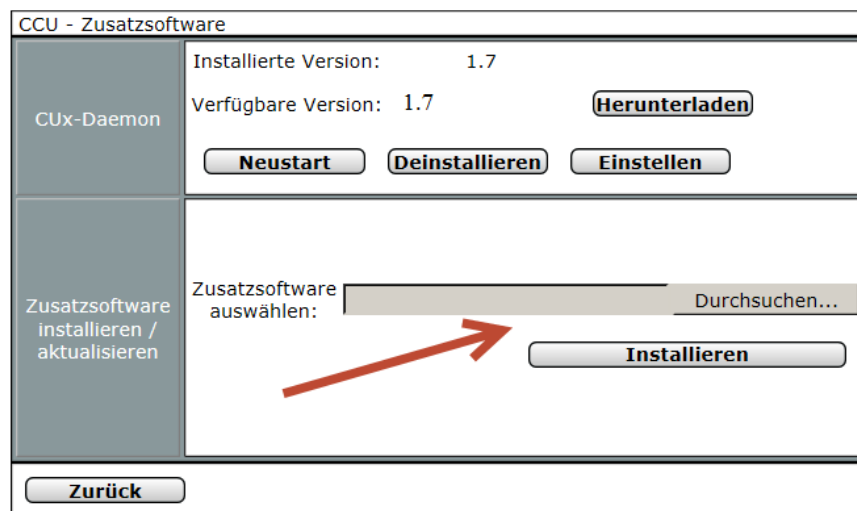 CCU - Zusatzsoftware
CUx-Daemon
Installierte Version: 1.7
Verfügbare Version: 1.7 Herunterladen
Neustart Deinstallieren Einstellen
Zusatzsoftware
installieren /
aktualisieren
Zusatzsoftware
auswählen:
Durchsuchen...
Installieren
Zurück